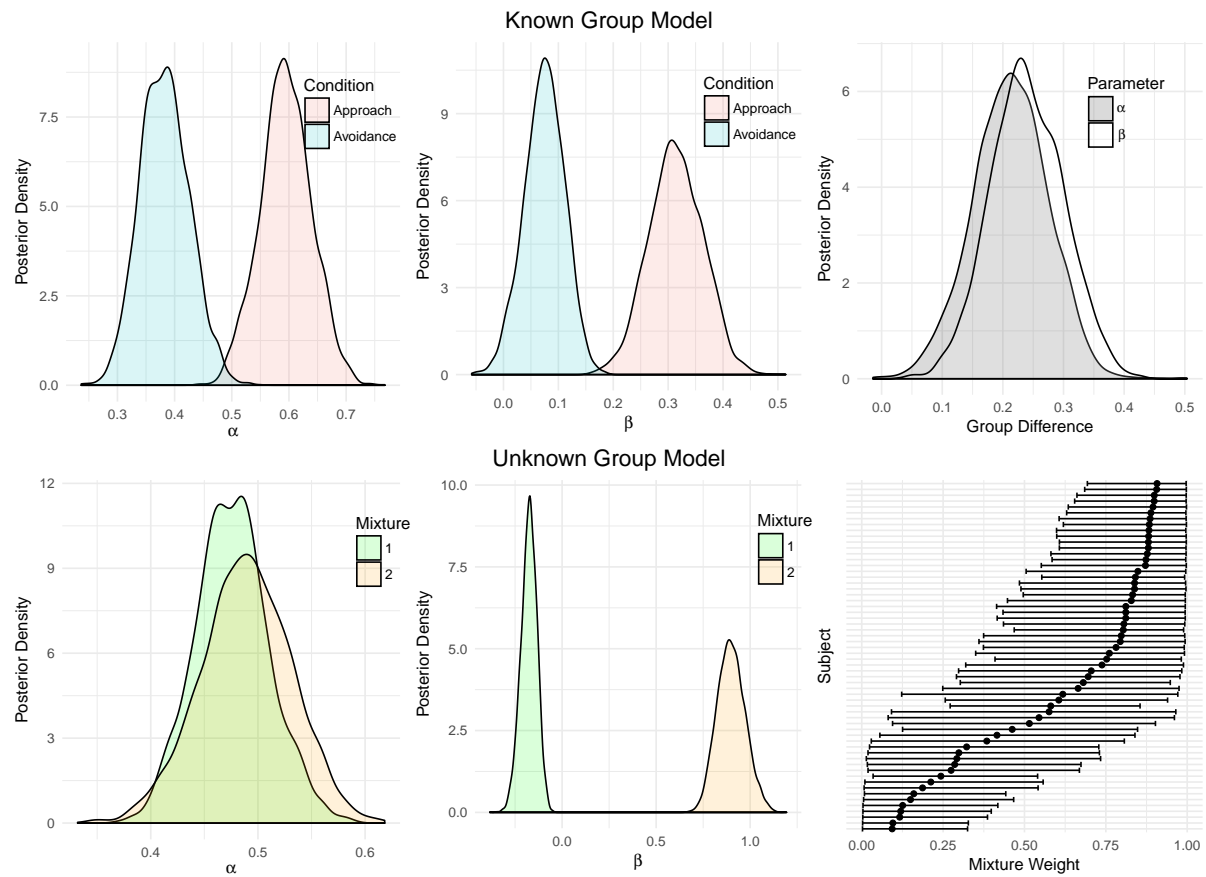 Known Group Model
Posterior Density
7.5
5.0
2.5
0.0
0.3 0.4 0.5 0.6 0.7
α
Condition
Approach
Avoidance
Posterior Density
9
6
3
0
0.0 0.1 0.2 0.3 0.4 0.5
β
Condition
Approach
Avoidance
Posterior Density
6
4
2
0
0.0 0.1 0.2 0.3 0.4 0.5
Group Difference
Parameter
α
β
Unknown Group Model
Posterior Density
12
9
6
3
0
0.4 0.5 0.6
α
Mixture
1
2
Posterior Density
10.0
7.5
5.0
2.5
0.0
0.0 0.5 1.0
β
Mixture
1
2
Subject
0.00 0.25 0.50 0.75 1.00
Mixture Weight